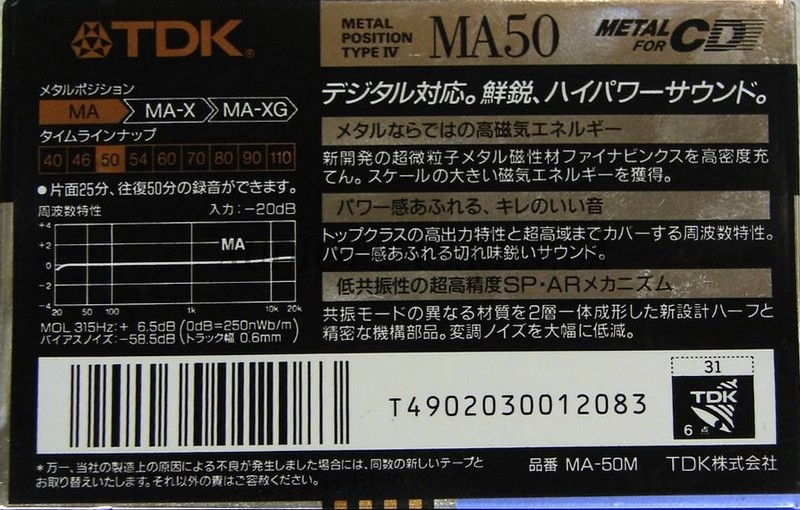 TDK®
METAL
POSITION
TYPE IV
MA50
METAL
FOR CD
メタルポジション
MA MA-X MA-XG
タイムラインナップ
40 46 50 54 60 70 80 90 110
●片面25分、往復50分の録音ができます。
周波数特性 入力:−20dB
+4
+2
0
−2
−4
MA
20 50 100 1k 10k 20k
MOL 315Hz:+ 6.5dB (0dB=250nWb/m)
バイアスノイズ:−58.5dB (トラック幅 0.6mm)
デジタル対応。鮮鋭、ハイパワーサウンド。
メタルならではの高磁気エネルギー
新開発の超微粒子メタル磁性材ファイナビンクスを高密度充
てん。スケールの大きい磁気エネルギーを獲得。
パワー感あふれる、キレのいい音
トップクラスの高出力特性と超高域までカバーする周波数特性。
パワー感あふれる切れ味鋭いサウンド。
低共振性の超高精度SP・ARメカニズム
共振モードの異なる材質を2層一体成形した新設計ハーフと
精密な機構部品。変調ノイズを大幅に低減。
T4902030012083
31
TDK
6 点
*万一、当社の製造上の原因による不良が発生しました場合には、同数の新しいテープと
お取り替えいたします。それ以外の責はご容赦ください。
品番 MA-50M TDK株式会社